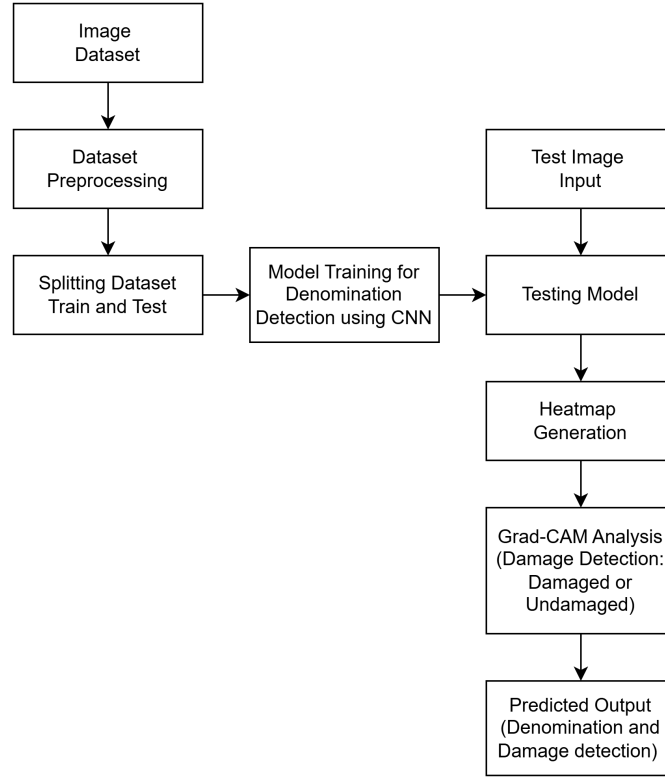 Image
Dataset
Dataset
Preprocessing
Splitting Dataset
Train and Test
Model Training for
Denomination
Detection using CNN
Test Image
Input
Testing Model
Heatmap
Generation
Grad-CAM Analysis
(Damage Detection:
Damaged or
Undamaged)
Predicted Output
(Denomination and
Damage detection)